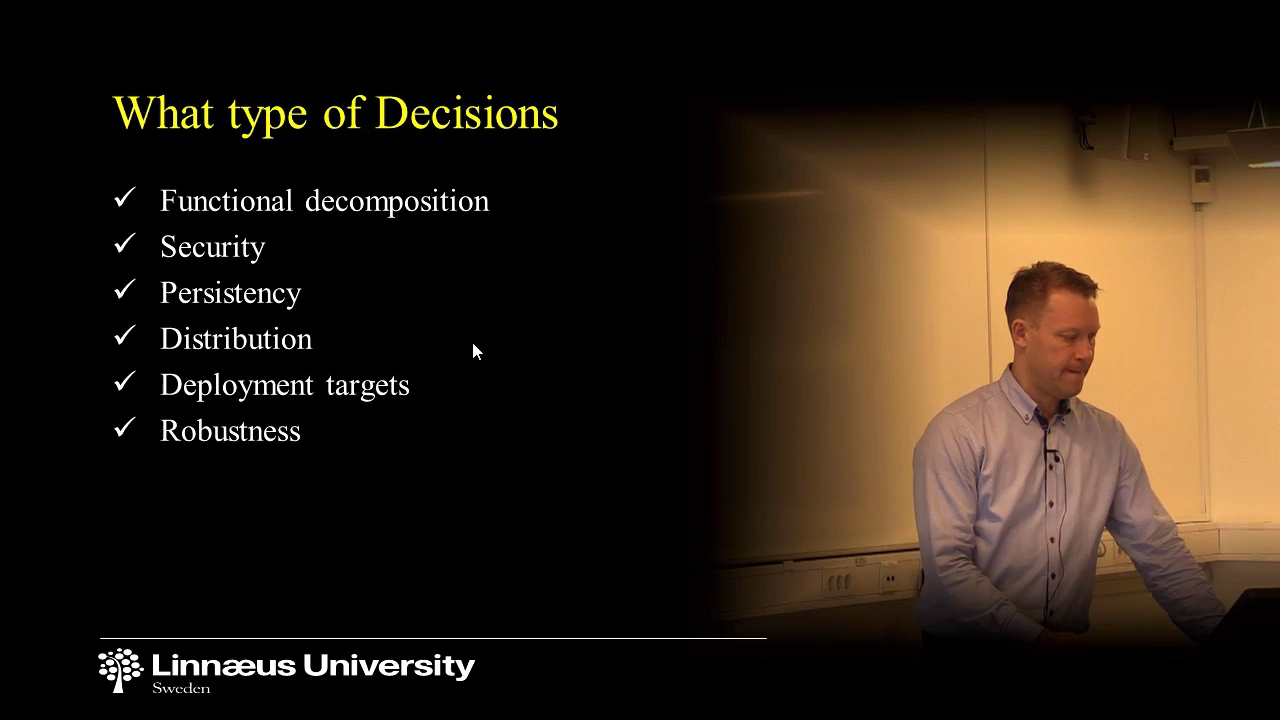 What type of Decisions
✓ Functional decomposition
✓ Security
✓ Persistency
✓ Distribution
✓ Deployment targets
✓ Robustness
Linnæus University
Sweden